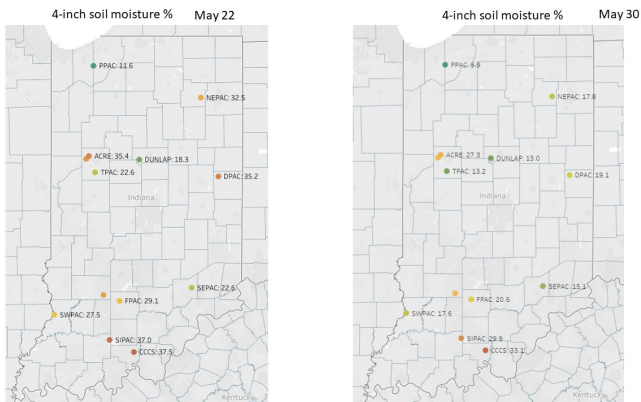 4-inch soil moisture % May 22
PPAC: 11.6
NEPAC: 32.5
ACRE: 35.4
DUNLAP: 18.3
TPAC: 22.6
DPAC: 35.2
Indiana
SEPAC: 22.6
FPAC: 29.1
SWPAC: 27.5
SIPAC: 37.0
CCCS: 37.5
Kentucky
4-inch soil moisture % May 30
PPAC: 6.9
NEPAC: 17.8
ACRE: 27.3
DUNLAP: 13.0
TPAC: 13.2
DPAC: 19.1
Indiana
SEPAC: 15.1
FPAC: 20.6
SWPAC: 17.6
SIPAC: 29.9
CCCS: 33.1
Kentucky